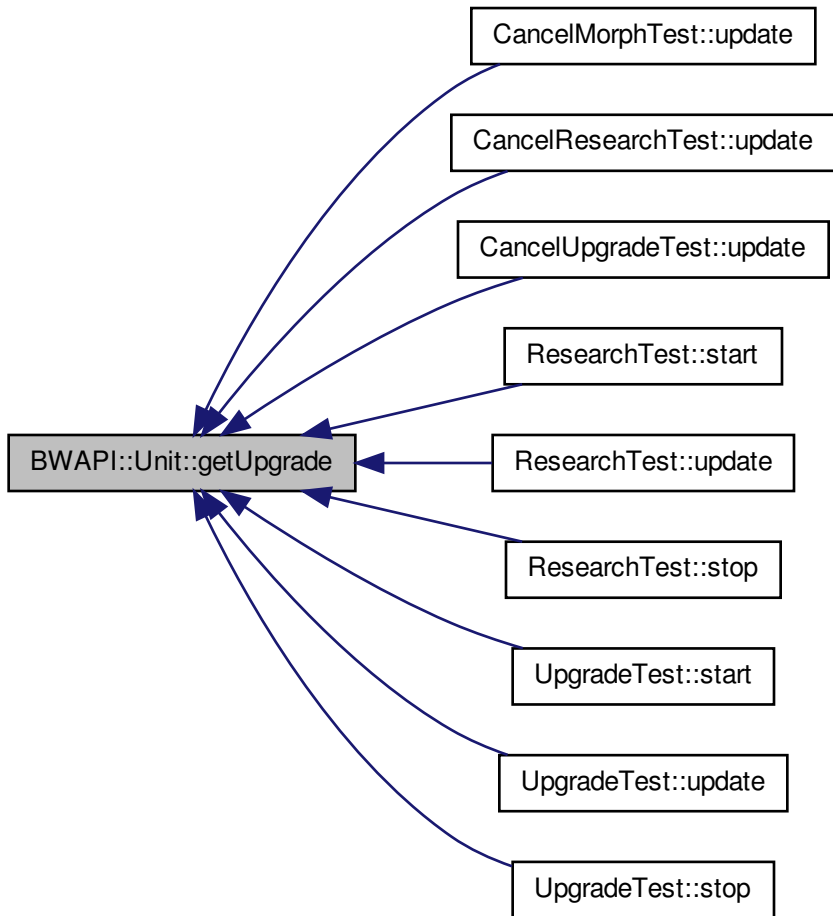 CancelMorphTest::update
CancelResearchTest::update
CancelUpgradeTest::update
ResearchTest::start
BWAPI::Unit::getUpgrade
ResearchTest::update
ResearchTest::stop
UpgradeTest::start
UpgradeTest::update
UpgradeTest::stop